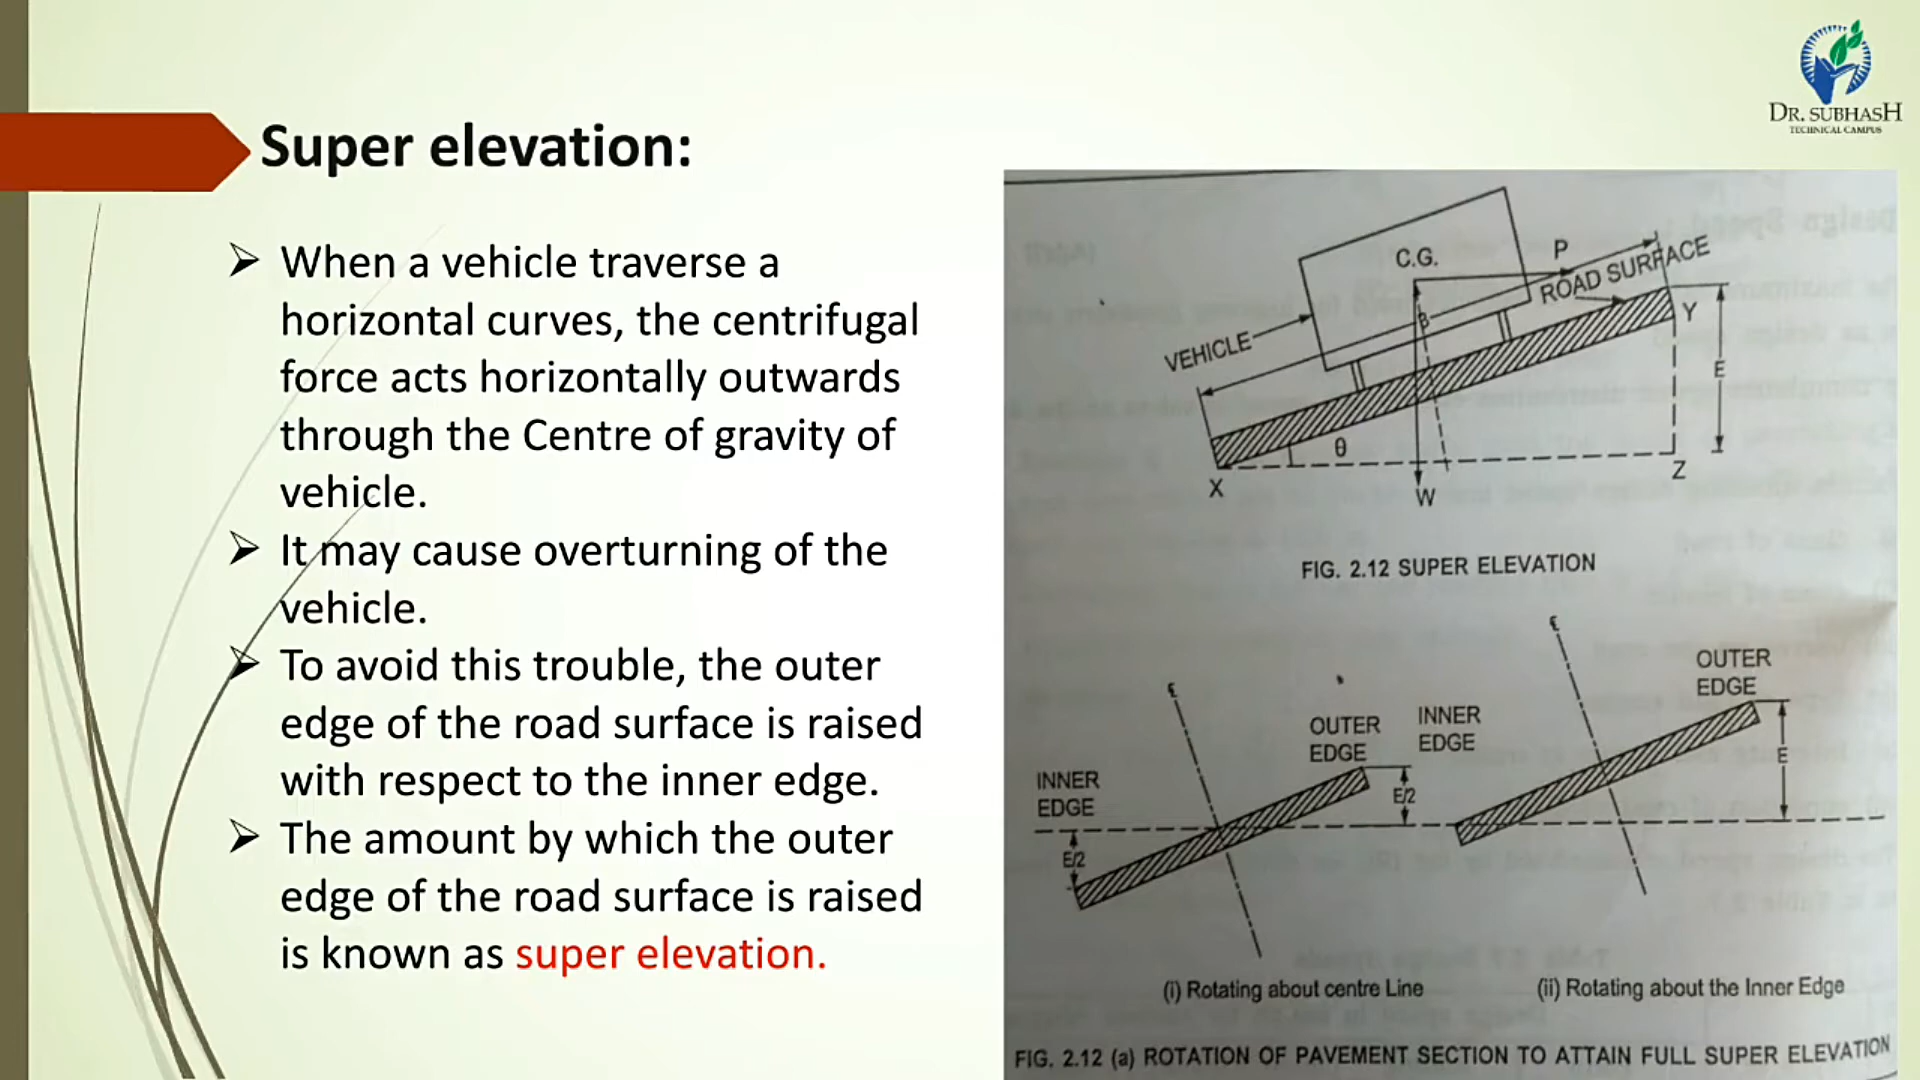 DR. SUBHASH
TECHNICAL CAMPUS
Super elevation:
When a vehicle traverse a
horizontal curves, the centrifugal
force acts horizontally outwards
through the Centre of gravity of
vehicle.
It may cause overturning of the
vehicle.
To avoid this trouble, the outer
edge of the road surface is raised
with respect to the inner edge.
The amount by which the outer
edge of the road surface is raised
is known as super elevation.
C.G.
P
ROAD SURFACE
VEHICLE
B
Y
E
θ
X
W
Z
FIG. 2.12 SUPER ELEVATION
℄
OUTER
EDGE
INNER
EDGE
E/2
E/2
INNER
EDGE
℄
OUTER
EDGE
E
(i) Rotating about centre Line
(ii) Rotating about the Inner Edge
FIG. 2.12 (a) ROTATION OF PAVEMENT SECTION TO ATTAIN FULL SUPER ELEVATION